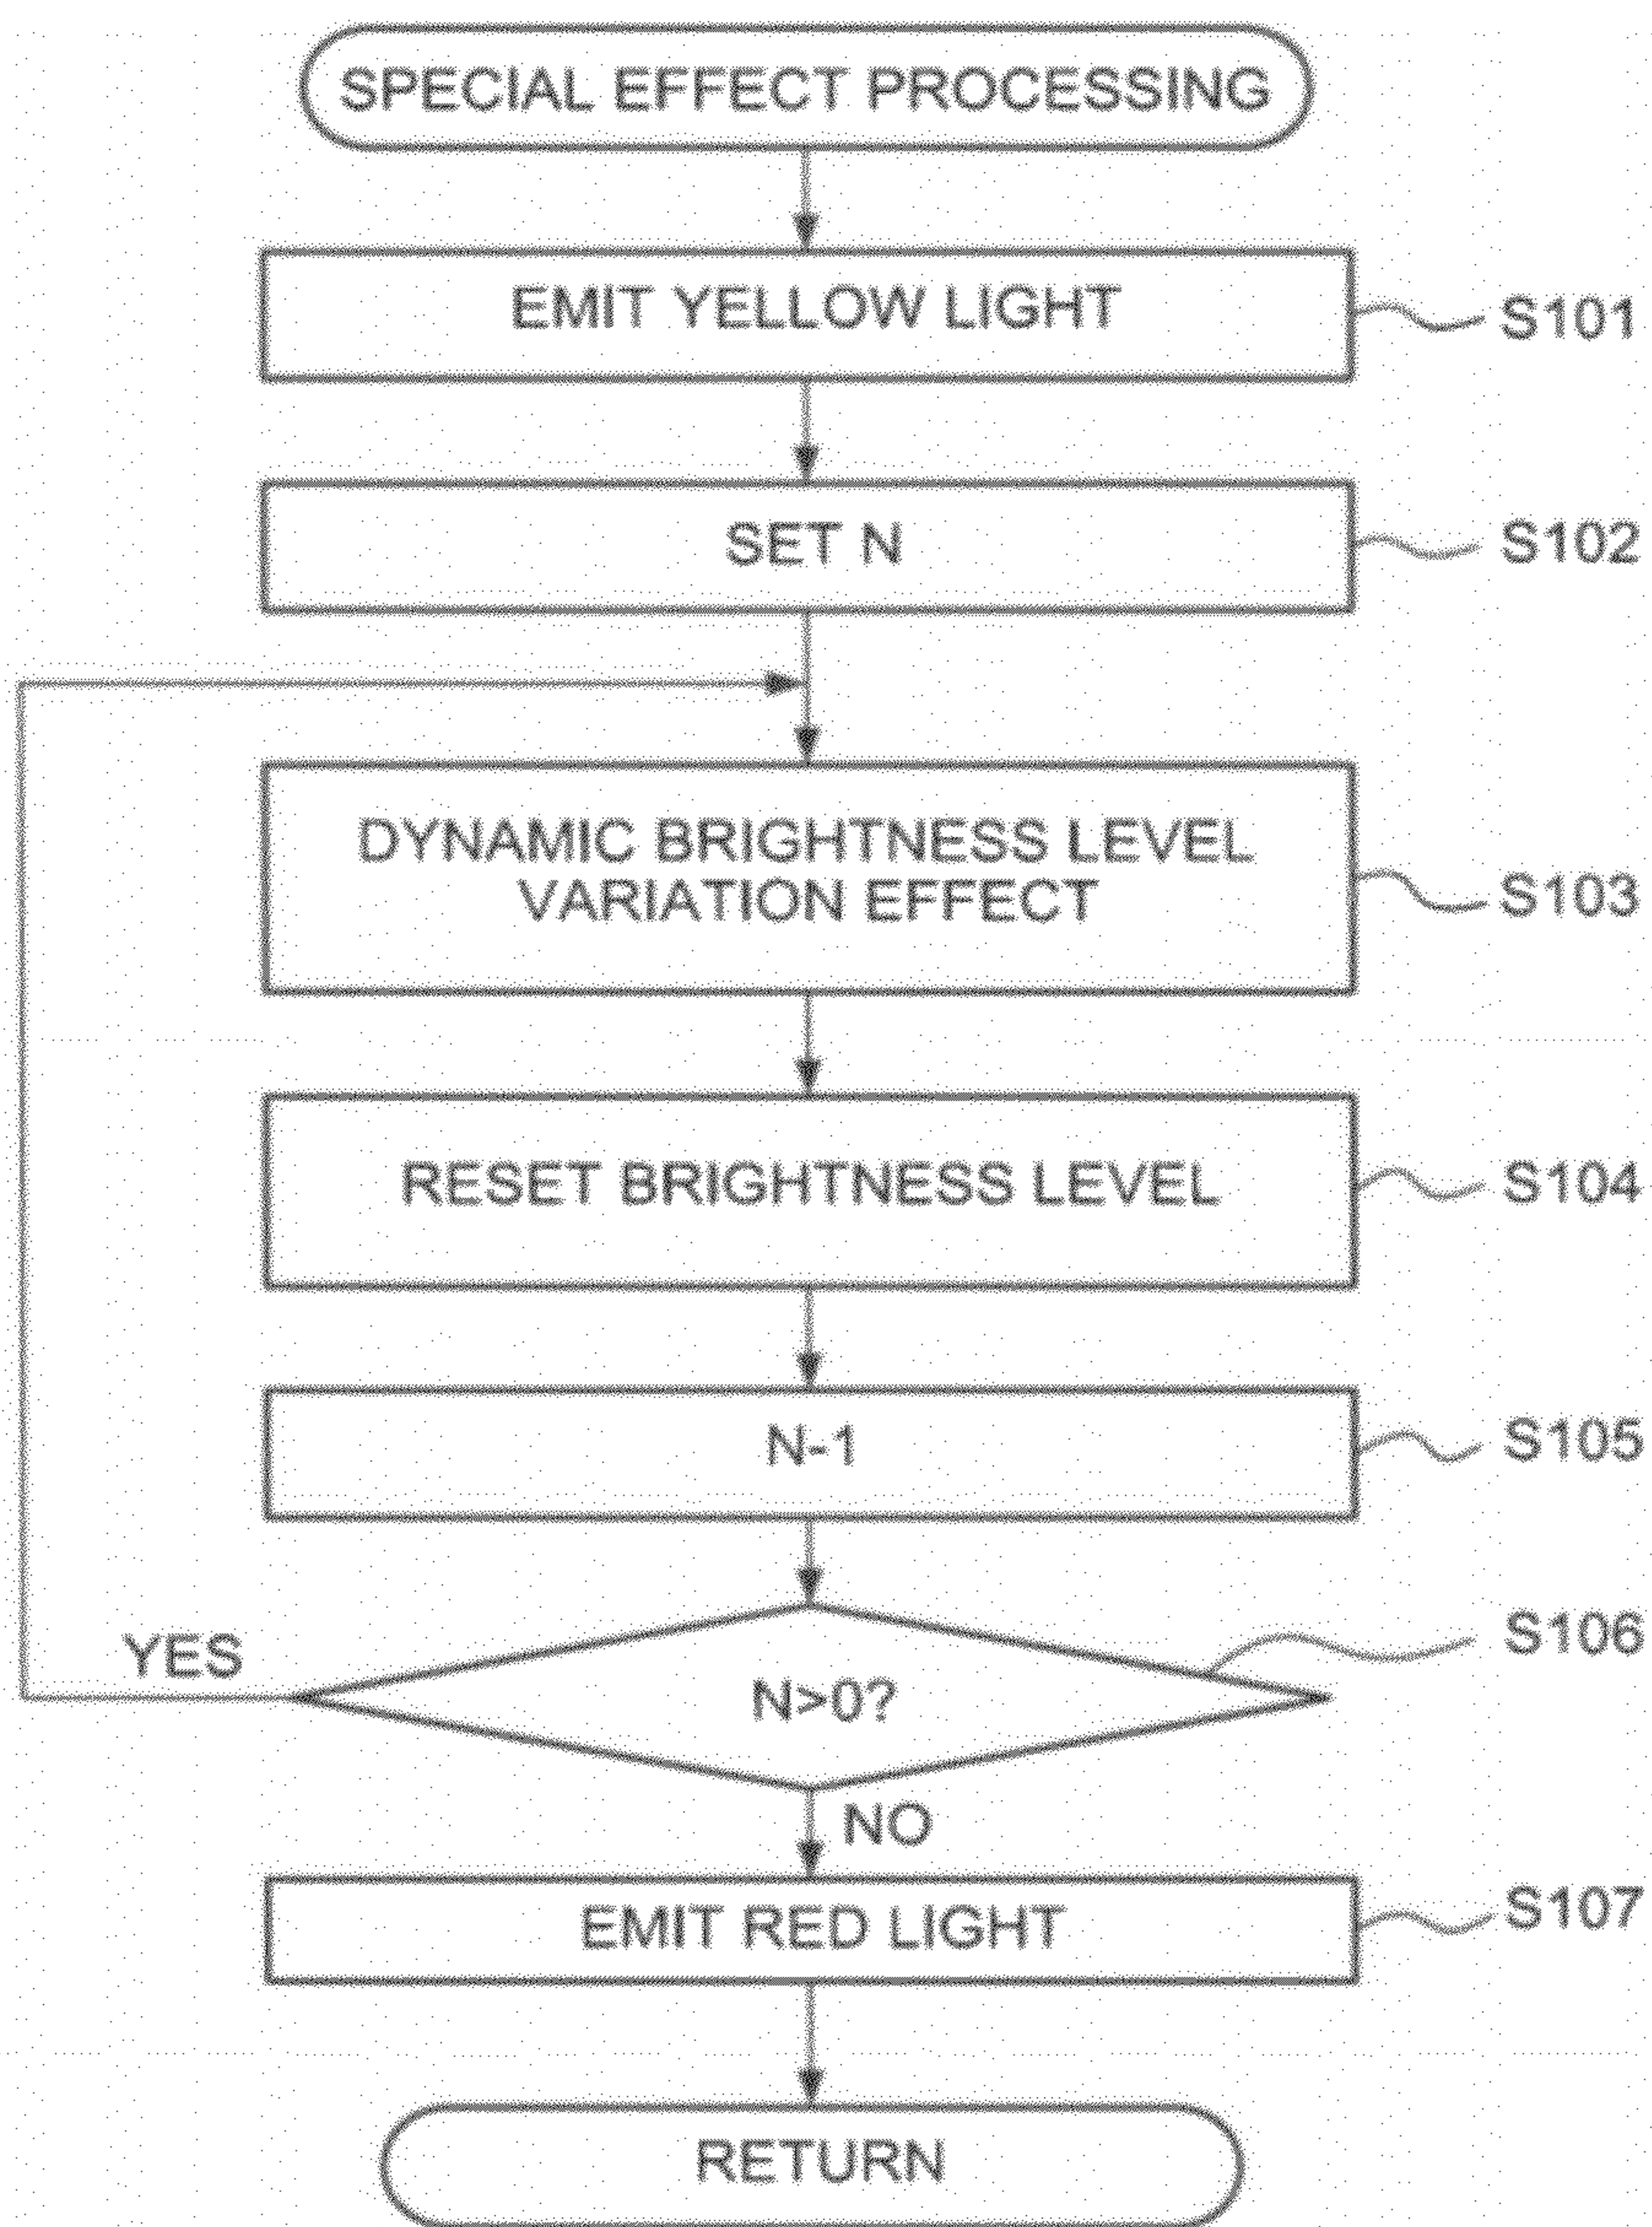 SPECIAL EFFECT PROCESSING
EMIT YELLOW LIGHT
S101
SET N
S102
DYNAMIC BRIGHTNESS LEVEL
VARIATION EFFECT
S103
RESET BRIGHTNESS LEVEL
S104
N-1
S105
S106
YES
N>0?
NO
EMIT RED LIGHT
S107
RETURN